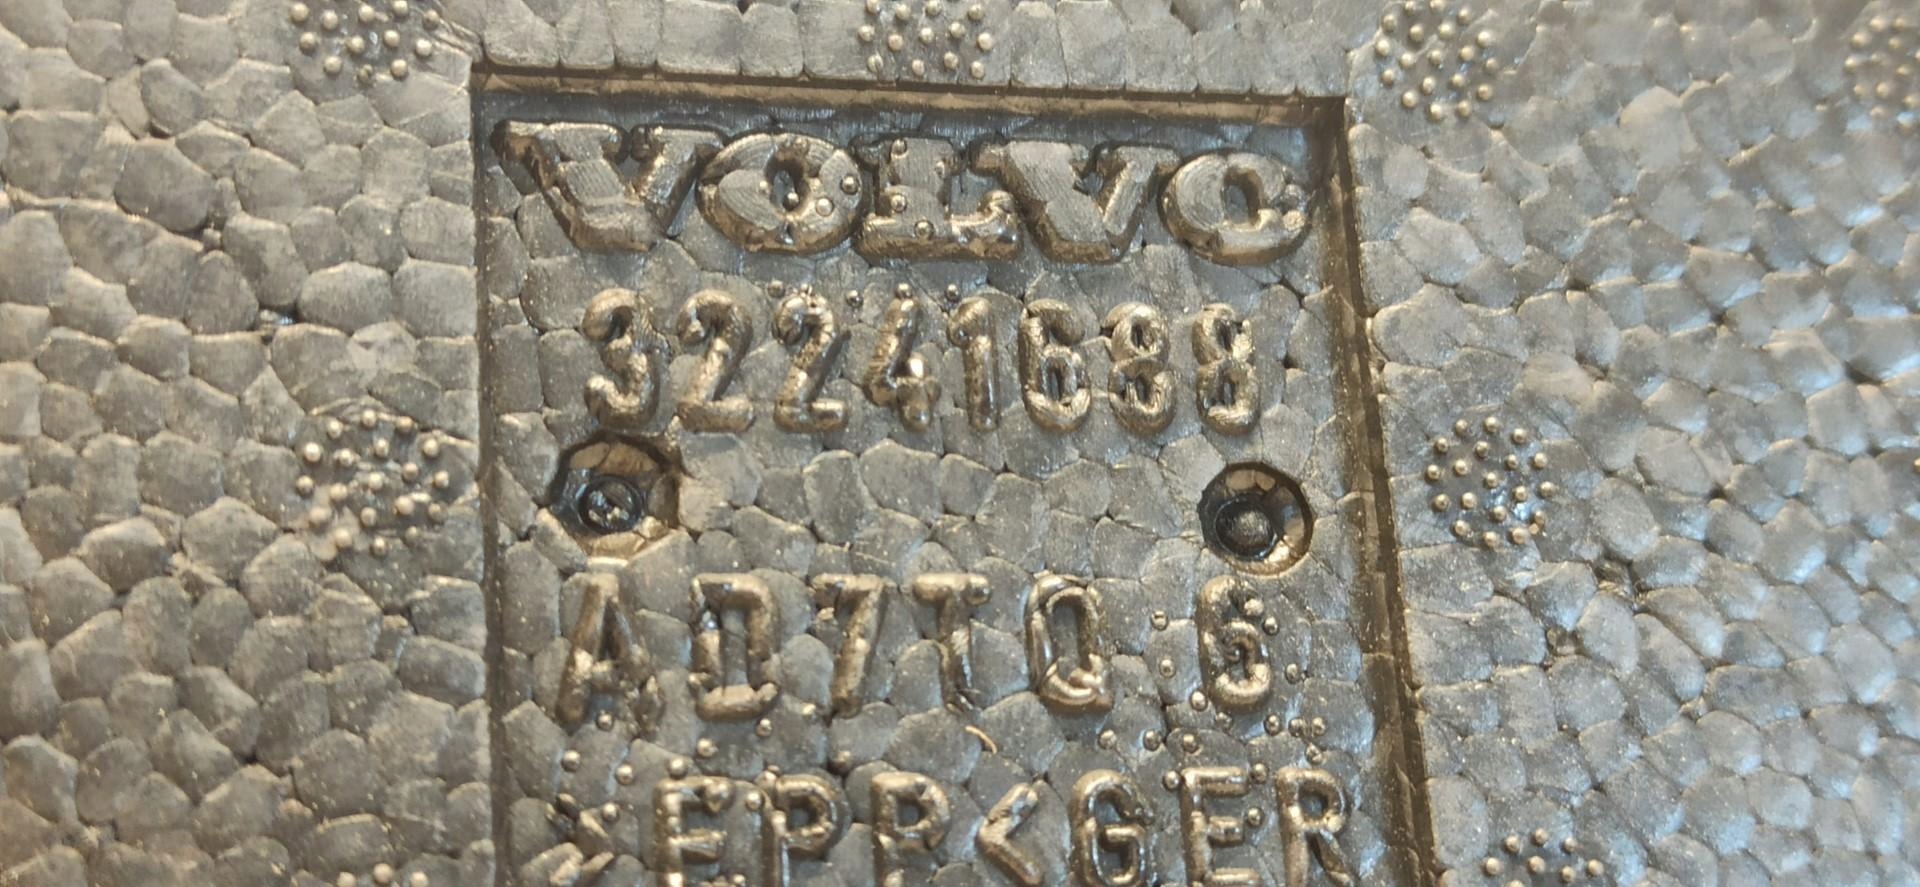 VOLVO
32241688
AD7TQ 6
>EPP< GER